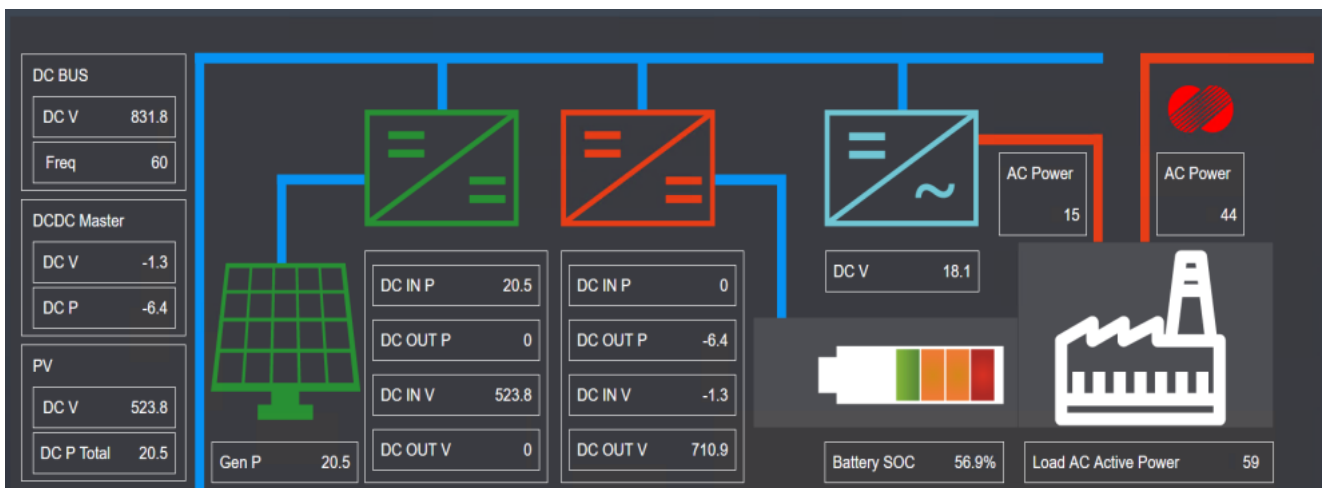 DC BUS
DC V 831.8
Freq 60
DCDC Master
DC V -1.3
DC P -6.4
PV
DC V 523.8
DC P Total 20.5
Gen P 20.5
DC IN P 20.5
DC OUT P 0
DC IN V 523.8
DC OUT V 0
DC IN P 0
DC OUT P -6.4
DC IN V -1.3
DC OUT V 710.9
DC V 18.1
AC Power
15
AC Power
44
Battery SOC 56.9%
Load AC Active Power 59